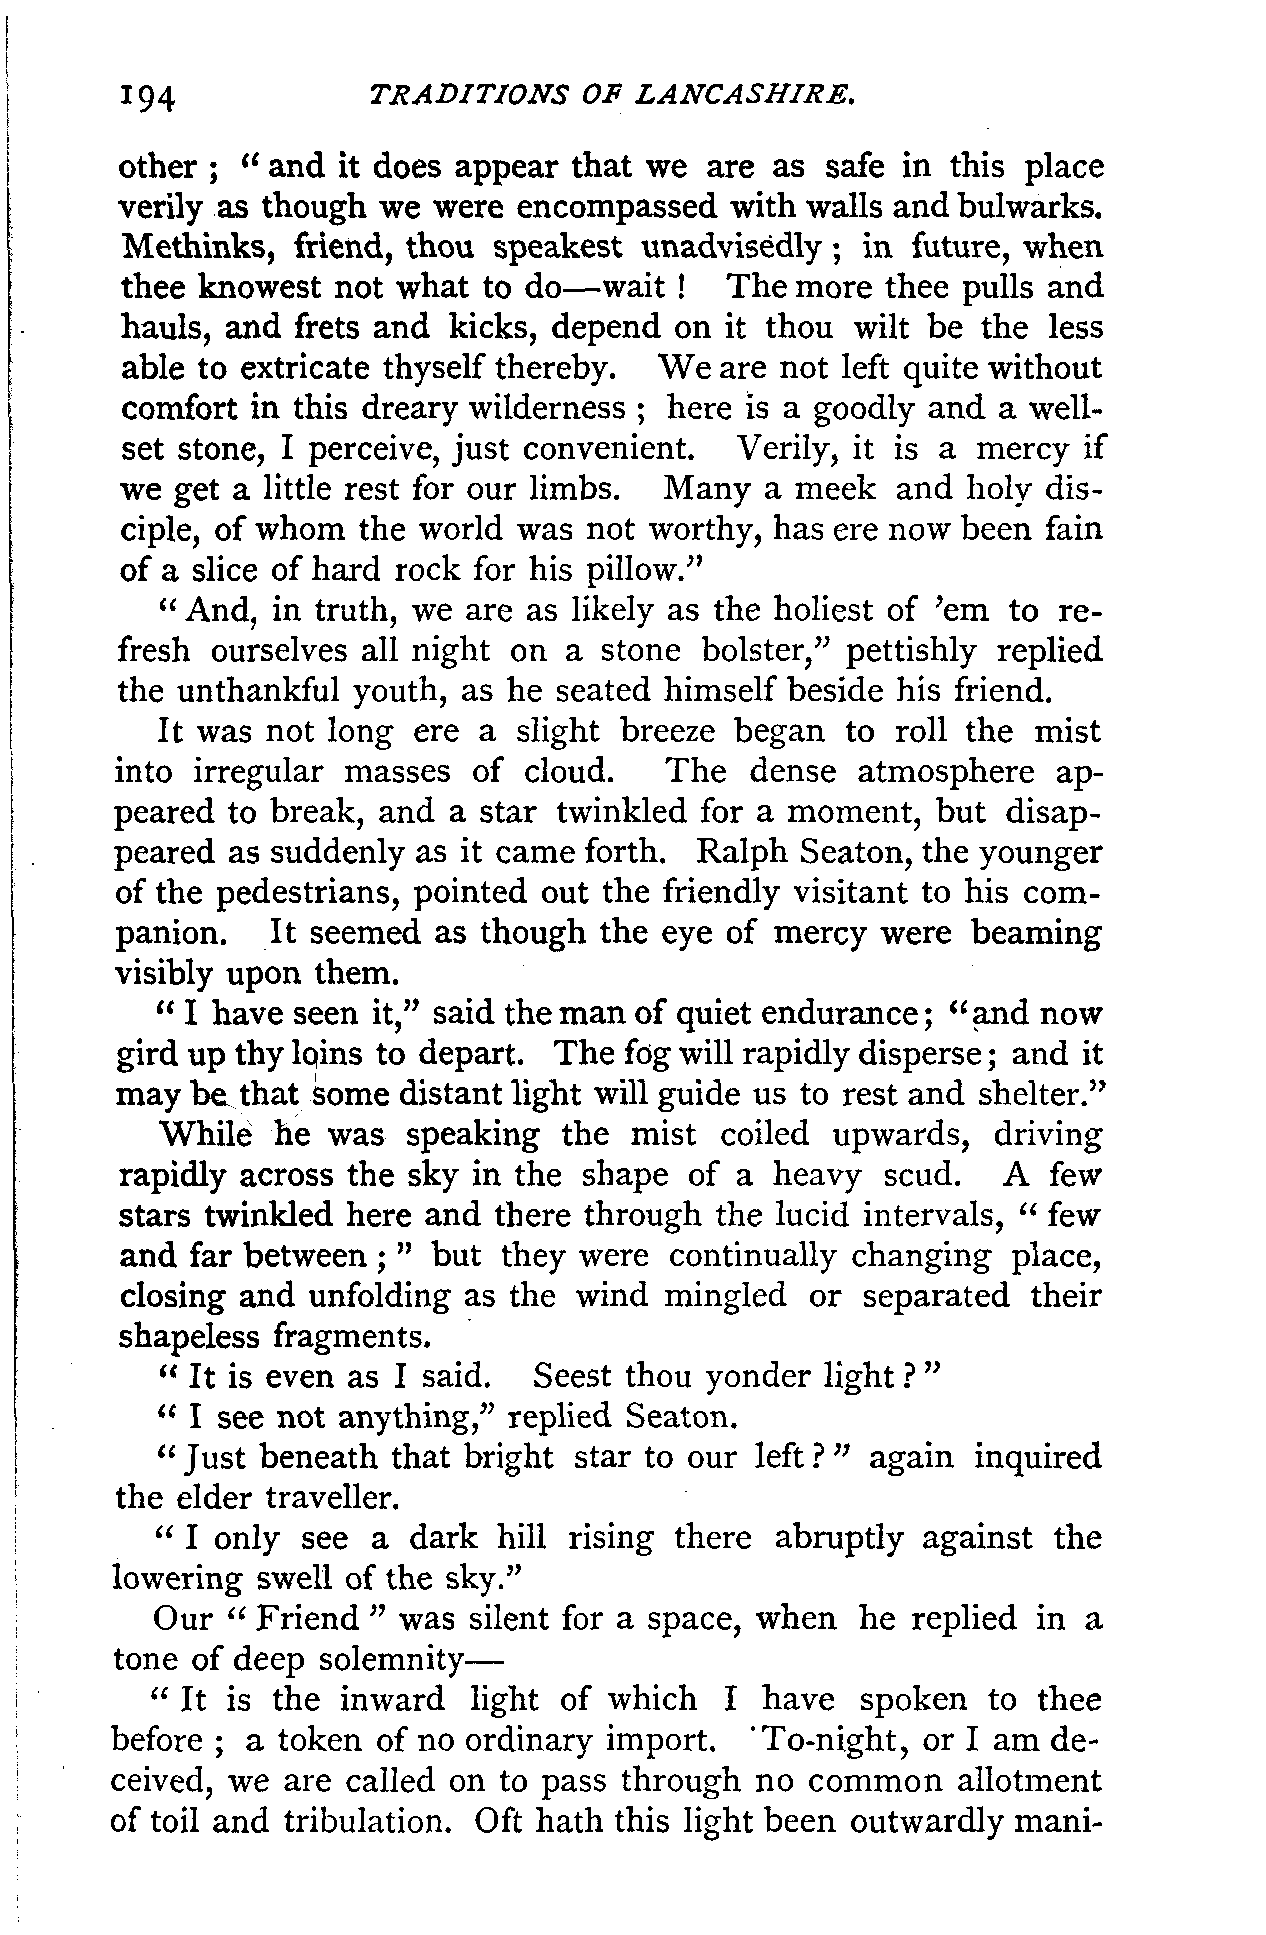 194 TRADITIONS OF LANCASHIRE.
other ; “ and it does appear that we are as safe in this place
verily as though we were encompassed with walls and bulwarks.
Methinks, friend, thou speakest unadvisedly ; in future, when
thee knowest not what to do—wait ! The more thee pulls and
hauls, and frets and kicks, depend on it thou wilt be the less
able to extricate thyself thereby. We are not left quite without
comfort in this dreary wilderness ; here is a goodly and a well-
set stone, I perceive, just convenient. Verily, it is a mercy if
we get a little rest for our limbs. Many a meek and holy dis-
ciple, of whom the world was not worthy, has ere now been fain
of a slice of hard rock for his pillow.”
“ And, in truth, we are as likely as the holiest of ’em to re-
fresh ourselves all night on a stone bolster,” pettishly replied
the unthankful youth, as he seated himself beside his friend.
It was not long ere a slight breeze began to roll the mist
into irregular masses of cloud. The dense atmosphere ap-
peared to break, and a star twinkled for a moment, but disap-
peared as suddenly as it came forth. Ralph Seaton, the younger
of the pedestrians, pointed out the friendly visitant to his com-
panion. It seemed as though the eye of mercy were beaming
visibly upon them.
“ I have seen it,” said the man of quiet endurance ; “ and now
gird up thy loins to depart. The fog will rapidly disperse ; and it
may be that some distant light will guide us to rest and shelter.”
While he was speaking the mist coiled upwards, driving
rapidly across the sky in the shape of a heavy scud. A few
stars twinkled here and there through the lucid intervals, “ few
and far between ; ” but they were continually changing place,
closing and unfolding as the wind mingled or separated their
shapeless fragments.
“ It is even as I said. Seest thou yonder light ? ”
“ I see not anything,” replied Seaton.
“ Just beneath that bright star to our left ? ” again inquired
the elder traveller.
“ I only see a dark hill rising there abruptly against the
lowering swell of the sky.”
Our “ Friend ” was silent for a space, when he replied in a
tone of deep solemnity—
“ It is the inward light of which I have spoken to thee
before ; a token of no ordinary import. To-night, or I am de-
ceived, we are called on to pass through no common allotment
of toil and tribulation. Oft hath this light been outwardly mani-